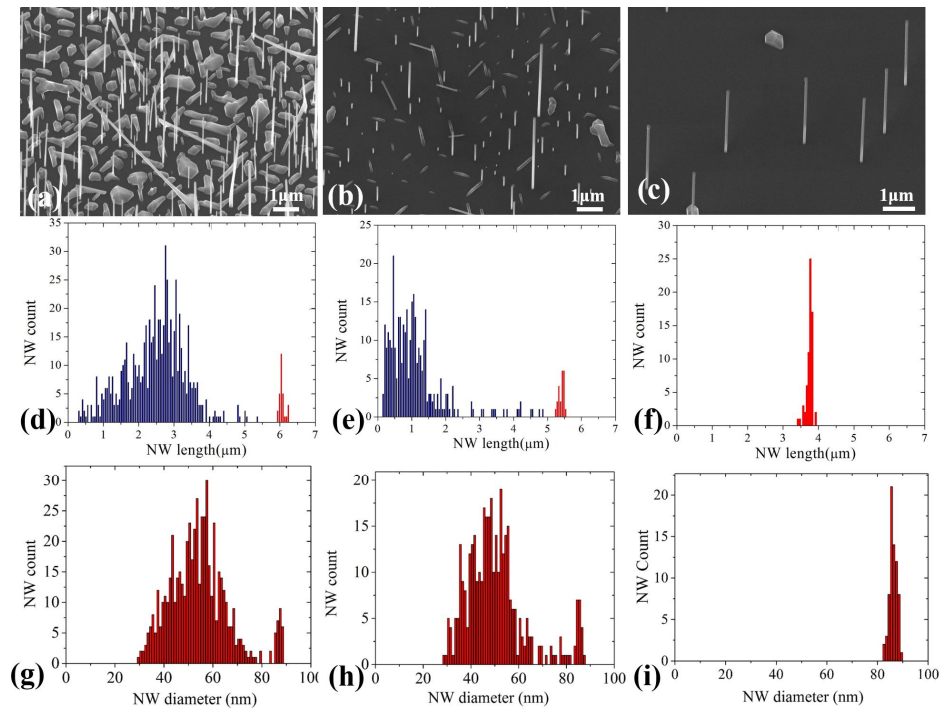 (a) 1μm
(b) 1μm
(c) 1μm
35
30
25
20
15
10
5
0
NW count
0 1 2 3 4 5 6 7
NW length(μm)
(d)
25
20
15
10
5
0
NW count
0 1 2 3 4 5 6 7
NW length(μm)
(e)
30
25
20
15
10
5
0
NW count
0 1 2 3 4 5 6 7
NW length(μm)
(f)
30
25
20
15
10
5
0
NW count
0 20 40 60 80 100
NW diameter (nm)
(g)
20
15
10
5
0
NW count
0 20 40 60 80 100
NW diameter (nm)
(h)
20
15
10
5
0
NW Count
0 20 40 60 80 100
NW diameter (nm)
(i)